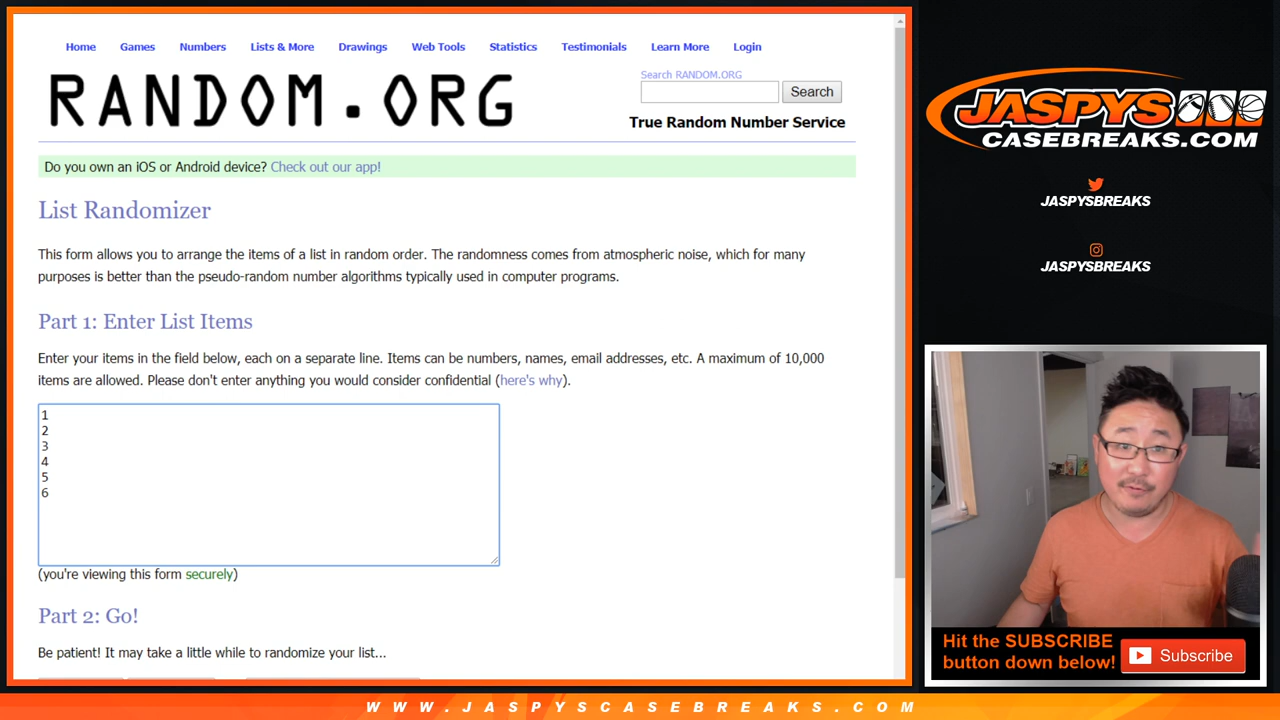 Home Games Numbers Lists & More Drawings Web Tools Statistics Testimonials Learn More Login
RANDOM.ORG
Search RANDOM.ORG
Search
True Random Number Service
Do you own an iOS or Android device? Check out our app!
List Randomizer
This form allows you to arrange the items of a list in random order. The randomness comes from atmospheric noise, which for many
purposes is better than the pseudo-random number algorithms typically used in computer programs.
Part 1: Enter List Items
Enter your items in the field below, each on a separate line. Items can be numbers, names, email addresses, etc. A maximum of 10,000
items are allowed. Please don't enter anything you would consider confidential (here's why).
1
2
3
4
5
6
(you're viewing this form securely)
Part 2: Go!
Be patient! It may take a little while to randomize your list...
JASPYS
CASEBREAKS.COM
JASPYSBREAKS
JASPYSBREAKS
Hit the SUBSCRIBE
button down below!
Subscribe
WWW.JASPYSCASEBREAKS.COM